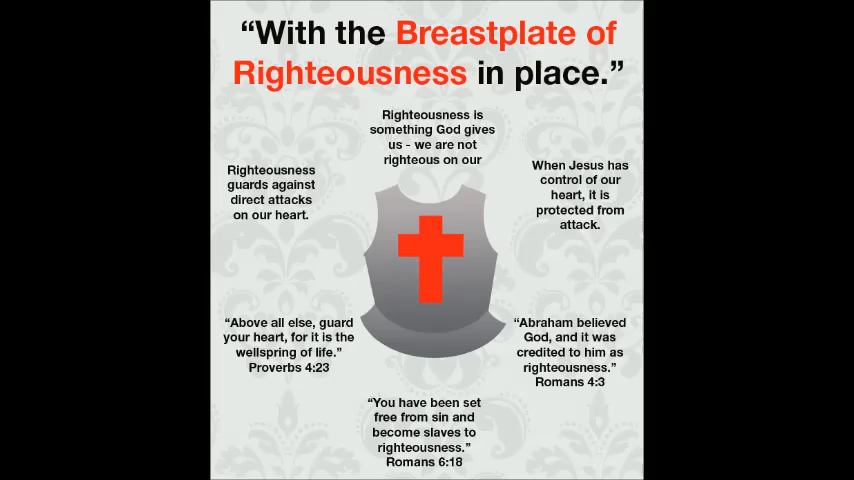 “With the Breastplate of
Righteousness in place.”
Righteousness is
something God gives
us - we are not
righteous on our
Righteousness
guards against
direct attacks
on our heart.
When Jesus has
control of our
heart, it is
protected from
attack.
“Above all else, guard
your heart, for it is the
wellspring of life.”
Proverbs 4:23
“Abraham believed
God, and it was
credited to him as
righteousness.”
Romans 4:3
“You have been set
free from sin and
become slaves to
righteousness.”
Romans 6:18